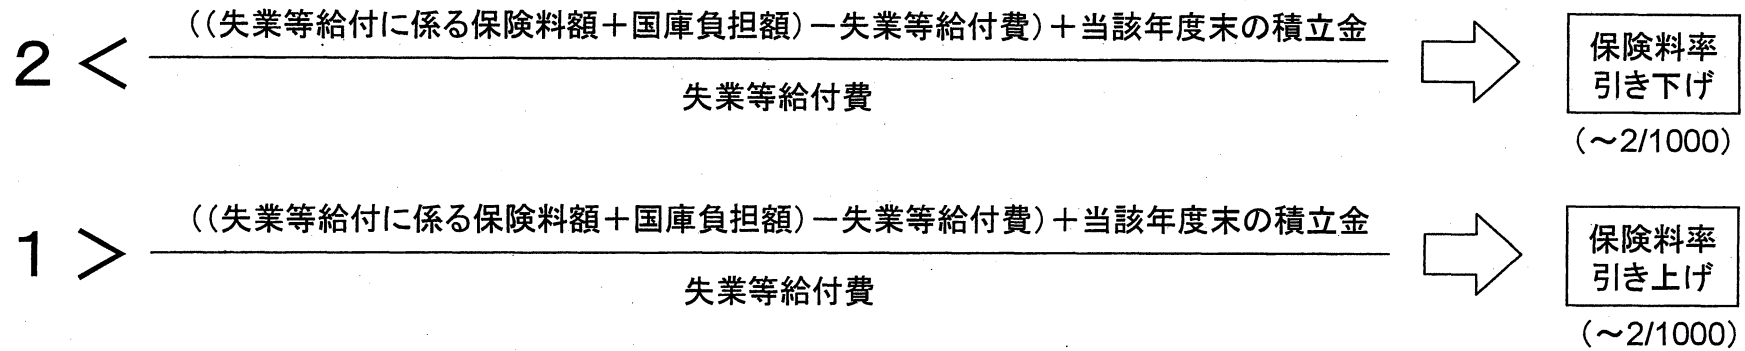 ((失業等給付に係る保険料額＋国庫負担額)－失業等給付費)＋当該年度末の積立金
2 <
失業等給付費
保険料率
引き下げ
(～2/1000)
((失業等給付に係る保険料額＋国庫負担額)－失業等給付費)＋当該年度末の積立金
1 >
失業等給付費
保険料率
引き上げ
(～2/1000)